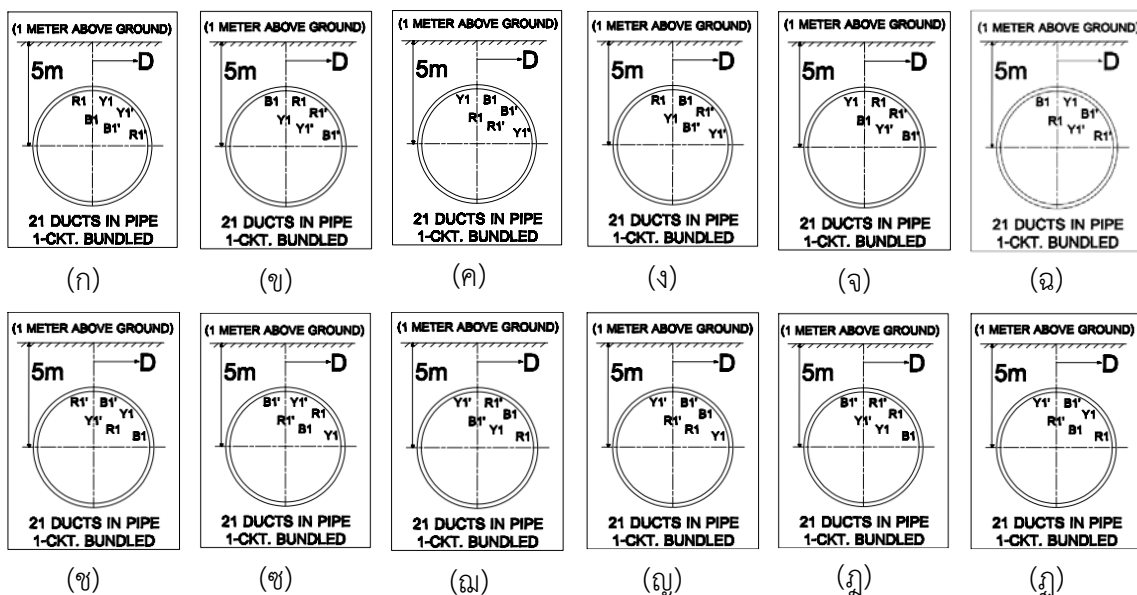 (1 METER ABOVE GROUND)
5m
D
R1 Y1
Y1'
B1
B1'
R1'
21 DUCTS IN PIPE
1-CKT. BUNDLED
(ก)
(1 METER ABOVE GROUND)
5m
D
B1 R1
R1'
Y1
Y1'
B1'
21 DUCTS IN PIPE
1-CKT. BUNDLED
(ข)
(1 METER ABOVE GROUND)
5m
D
Y1 B1
B1'
R1
R1'
Y1'
21 DUCTS IN PIPE
1-CKT. BUNDLED
(ค)
(1 METER ABOVE GROUND)
5m
D
R1 B1
R1'
Y1
B1'
Y1'
21 DUCTS IN PIPE
1-CKT. BUNDLED
(ง)
(1 METER ABOVE GROUND)
5m
D
Y1 R1
R1'
B1
Y1'
B1'
21 DUCTS IN PIPE
1-CKT. BUNDLED
(จ)
(1 METER ABOVE GROUND)
5m
D
B1 Y1
B1'
R1
Y1'
R1'
21 DUCTS IN PIPE
1-CKT. BUNDLED
(ฉ)
(1 METER ABOVE GROUND)
5m
D
R1' B1'
Y1
Y1'
R1
B1
21 DUCTS IN PIPE
1-CKT. BUNDLED
(ช)
(1 METER ABOVE GROUND)
5m
D
B1' Y1'
R1
R1'
B1
Y1
21 DUCTS IN PIPE
1-CKT. BUNDLED
(ซ)
(1 METER ABOVE GROUND)
5m
D
Y1' R1'
B1
B1'
Y1
R1
21 DUCTS IN PIPE
1-CKT. BUNDLED
(ฌ)
(1 METER ABOVE GROUND)
5m
D
Y1' B1'
B1
R1'
R1
Y1
21 DUCTS IN PIPE
1-CKT. BUNDLED
(ญ)
(1 METER ABOVE GROUND)
5m
D
B1' R1'
R1
Y1'
Y1
B1
21 DUCTS IN PIPE
1-CKT. BUNDLED
(ฎ)
(1 METER ABOVE GROUND)
5m
D
Y1' B1'
Y1
R1'
B1
R1
21 DUCTS IN PIPE
1-CKT. BUNDLED
(ฏ)